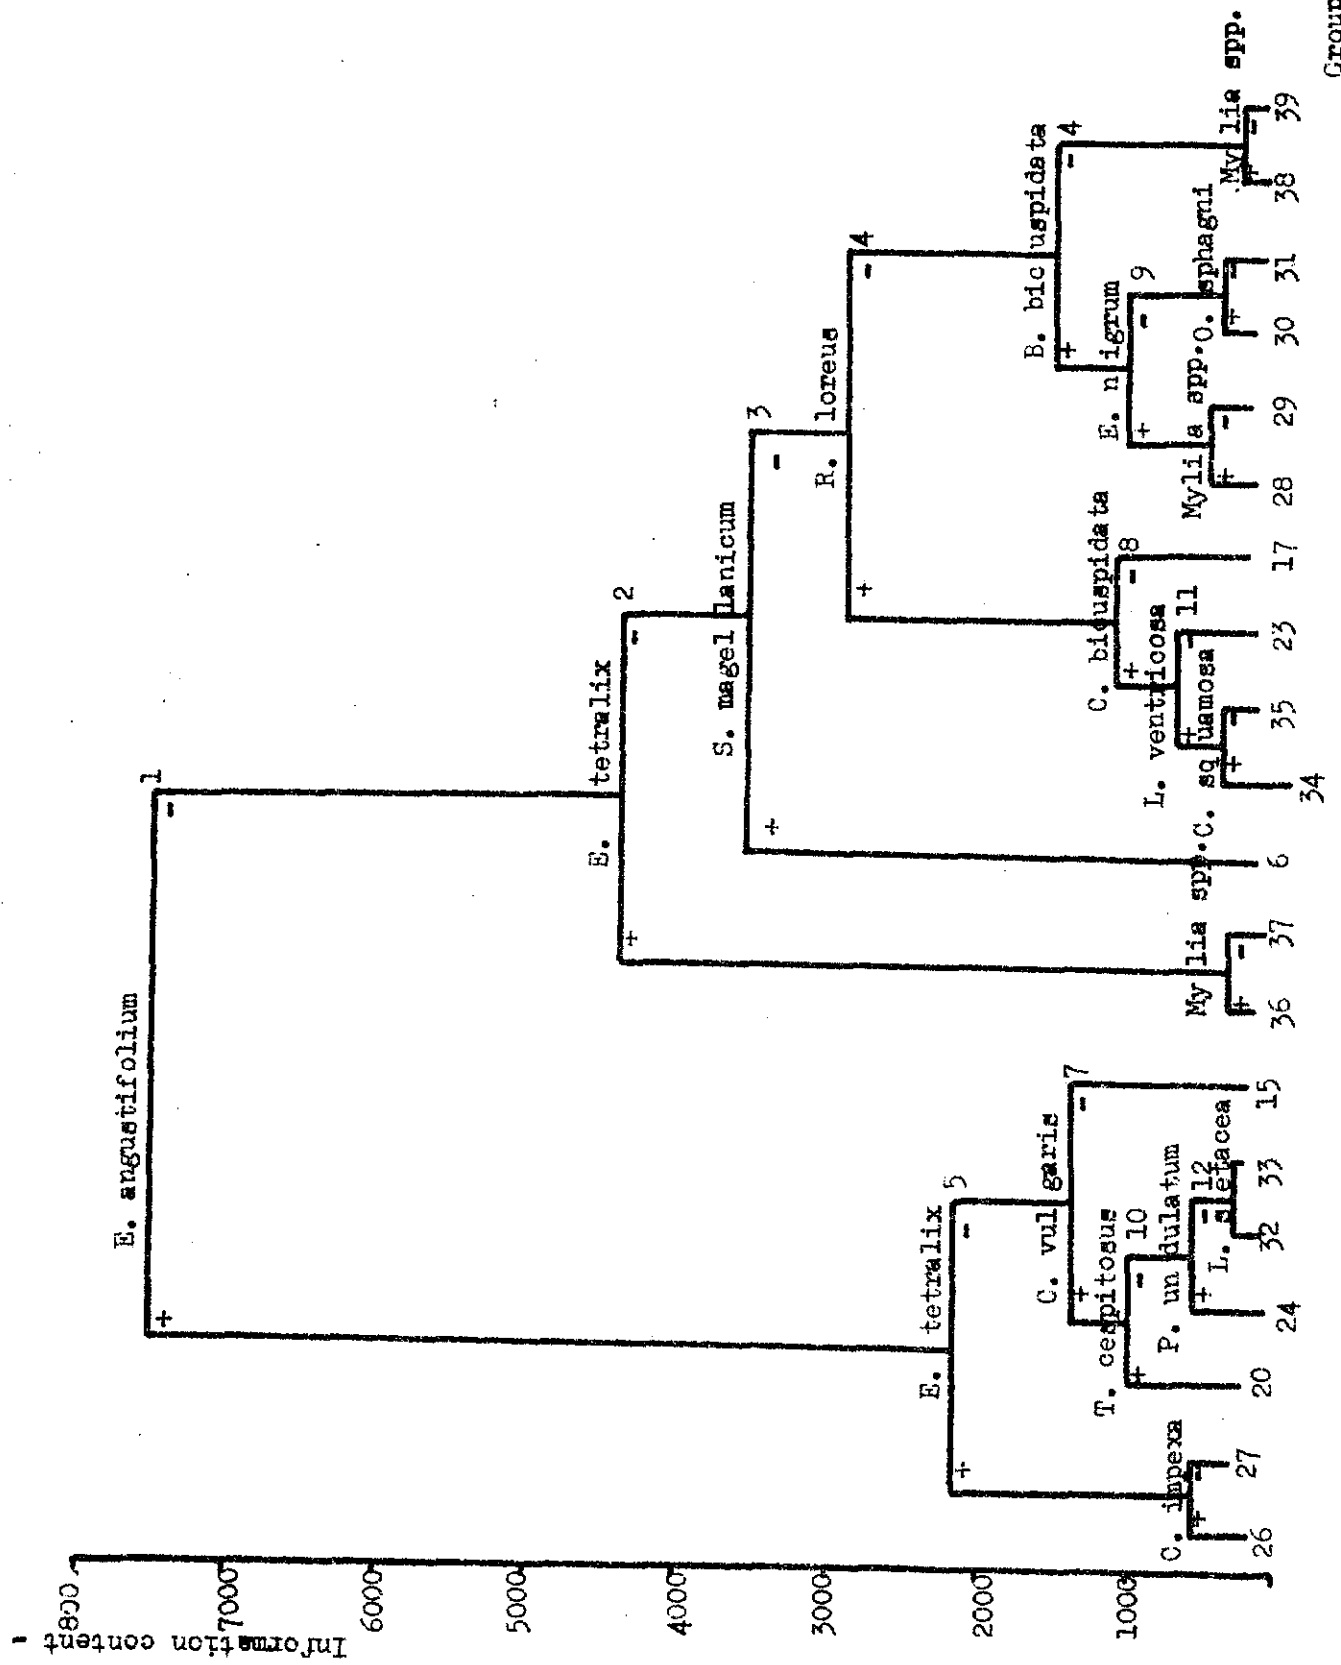 Information content -
800
7000
6000
5000
4000
3000
2000
1000
E. angustifolium
+
-
1
E. tetralix
+
-
2
S. magellanicum
+
-
3
R. loreus
+
-
4
E. tetralix
+
-
5
C. vulgaris
+
-
7
B. bicuspidata
+
-
4
C. bicuspidata
+
-
8
T. cespitosus
+
-
10
E. nigrum
+
-
9
L. ventricosa
+
-
11
P. undulatum
+
-
12
C. impexa
+
-
L. setacea
Mylia spp.
+
-
C. squamosa
+
-
Mylia spp.
+
-
O. sphagni
+
-
Mylia spp.
+
-
26 27 20 24 32 33 15 36 37 6 34 35 23 17 28 29 30 31 38 39
Group